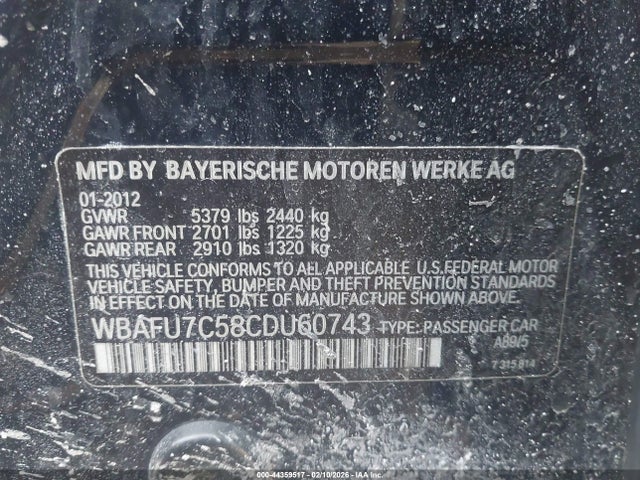 MFD BY BAYERISCHE MOTOREN WERKE AG
01-2012
GVWR 5379 lbs 2440 kg
GAWR FRONT 2701 lbs 1225 kg
GAWR REAR 2910 lbs 1320 kg
THIS VEHICLE CONFORMS TO ALL APPLICABLE U.S.FEDERAL MOTOR
VEHICLE SAFETY, BUMPER, AND THEFT PREVENTION STANDARDS
IN EFFECT ON THE DATE OF MANUFACTURE SHOWN ABOVE.
WBAFU7C58CDU60743 TYPE: PASSENGER CAR
A89/5
7 315 814
000-44359517 - 02/10/2026 - IAAHOLDINGS